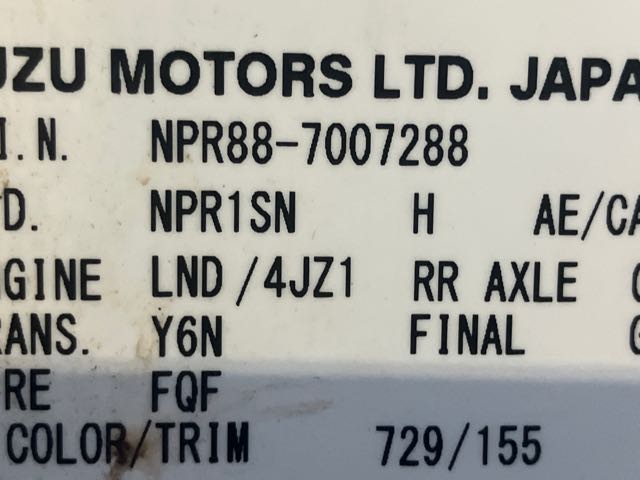 UZU MOTORS LTD. JAPA
I.N. NPR88-7007288
D. NPR1SN H AE/CA
GINE LND/4JZ1 RR AXLE
RANS. Y6N FINAL
RE FQF
COLOR/TRIM 729/155